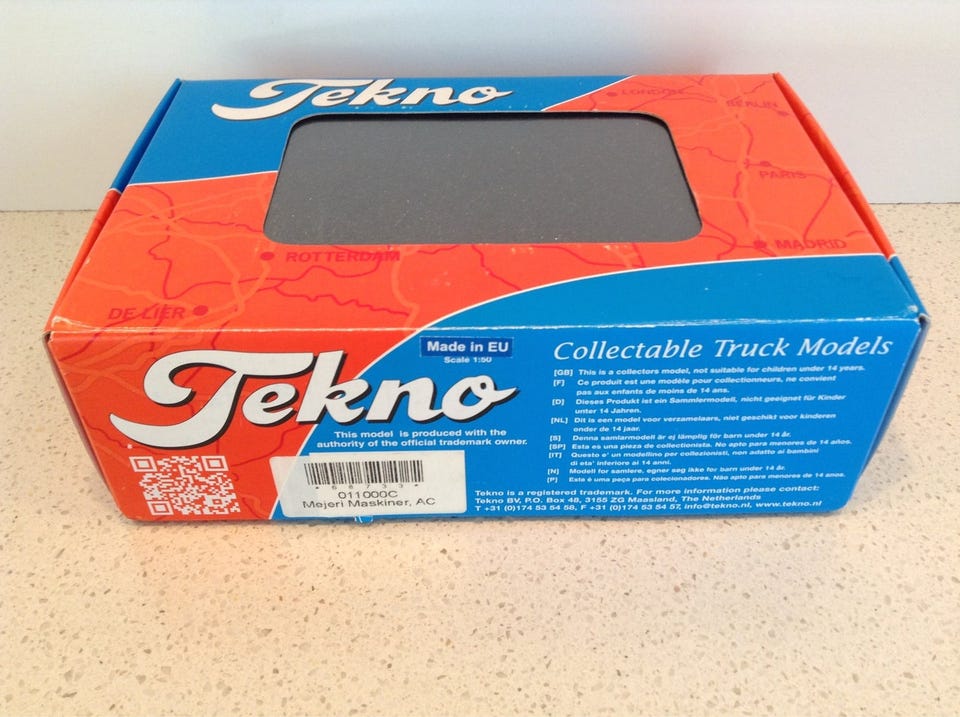 Tekno
LONDON
BERLIN
PARIS
MADRID
ROTTERDAM
DE LIER
Tekno
Made in EU
Scale 1:50
This model is produced with the
authority of the official trademark owner.
* 6 8 7 3 3 *
011000C
Mejeri Maskiner, AC
Collectable Truck Models
[GB] This is a collectors model, not suitable for children under 14 years.
[F] Ce produit est une modèle pour collectionneurs, ne convient
pas aux enfants de moins de 14 ans.
[D] Dieses Produkt ist ein Sammlermodell, nicht geeignet für Kinder
unter 14 Jahren.
[NL] Dit is een model voor verzamelaars, niet geschikt voor kinderen
onder de 14 jaar.
[S] Denna samlarmodell är ej lämplig för barn under 14 år.
[SP] Esta es una pieza de collectionista. No apto para menores de 14 años.
[IT] Questo e' un modellino per collezionisti, non adatto ai bambini
di eta' inferiore ai 14 anni.
[N] Modell for samlere, egner seg ikke for barn under 14 år.
[P] Este é uma peça para colecionadores. Não apto para menores de 14 anos.
Tekno is a registered trademark. For more information please contact:
Tekno BV, P.O. Box 48, 3155 ZG Maasland, The Netherlands
T +31 (0)174 53 54 58, F +31 (0)174 53 54 57, info@tekno.nl, www.tekno.nl